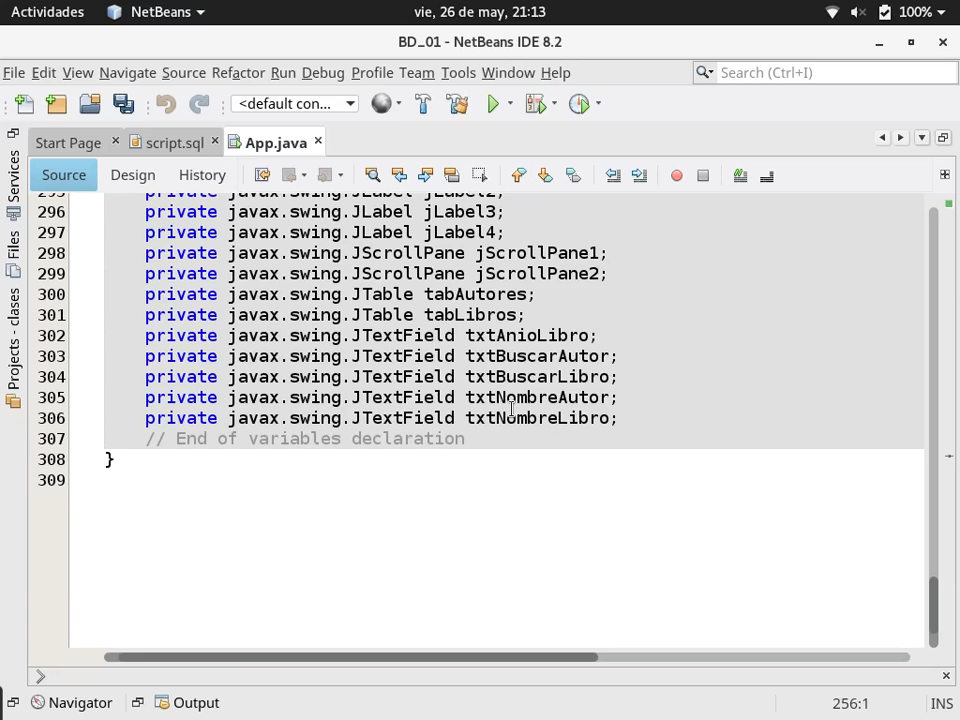 Actividades NetBeans vie, 26 de may, 21:13 100%
BD_01 - NetBeans IDE 8.2
File Edit View Navigate Source Refactor Run Debug Profile Team Tools Window Help Search (Ctrl+I)
<default con...
Start Page script.sql App.java
Source Design History
Services
Files
Projects - clases
295 private javax.swing.JLabel jLabel2;
296 private javax.swing.JLabel jLabel3;
297 private javax.swing.JLabel jLabel4;
298 private javax.swing.JScrollPane jScrollPane1;
299 private javax.swing.JScrollPane jScrollPane2;
300 private javax.swing.JTable tabAutores;
301 private javax.swing.JTable tabLibros;
302 private javax.swing.JTextField txtAnioLibro;
303 private javax.swing.JTextField txtBuscarAutor;
304 private javax.swing.JTextField txtBuscarLibro;
305 private javax.swing.JTextField txtNombreAutor;
306 private javax.swing.JTextField txtNombreLibro;
307 // End of variables declaration
308 }
309
Navigator Output 256:1 INS